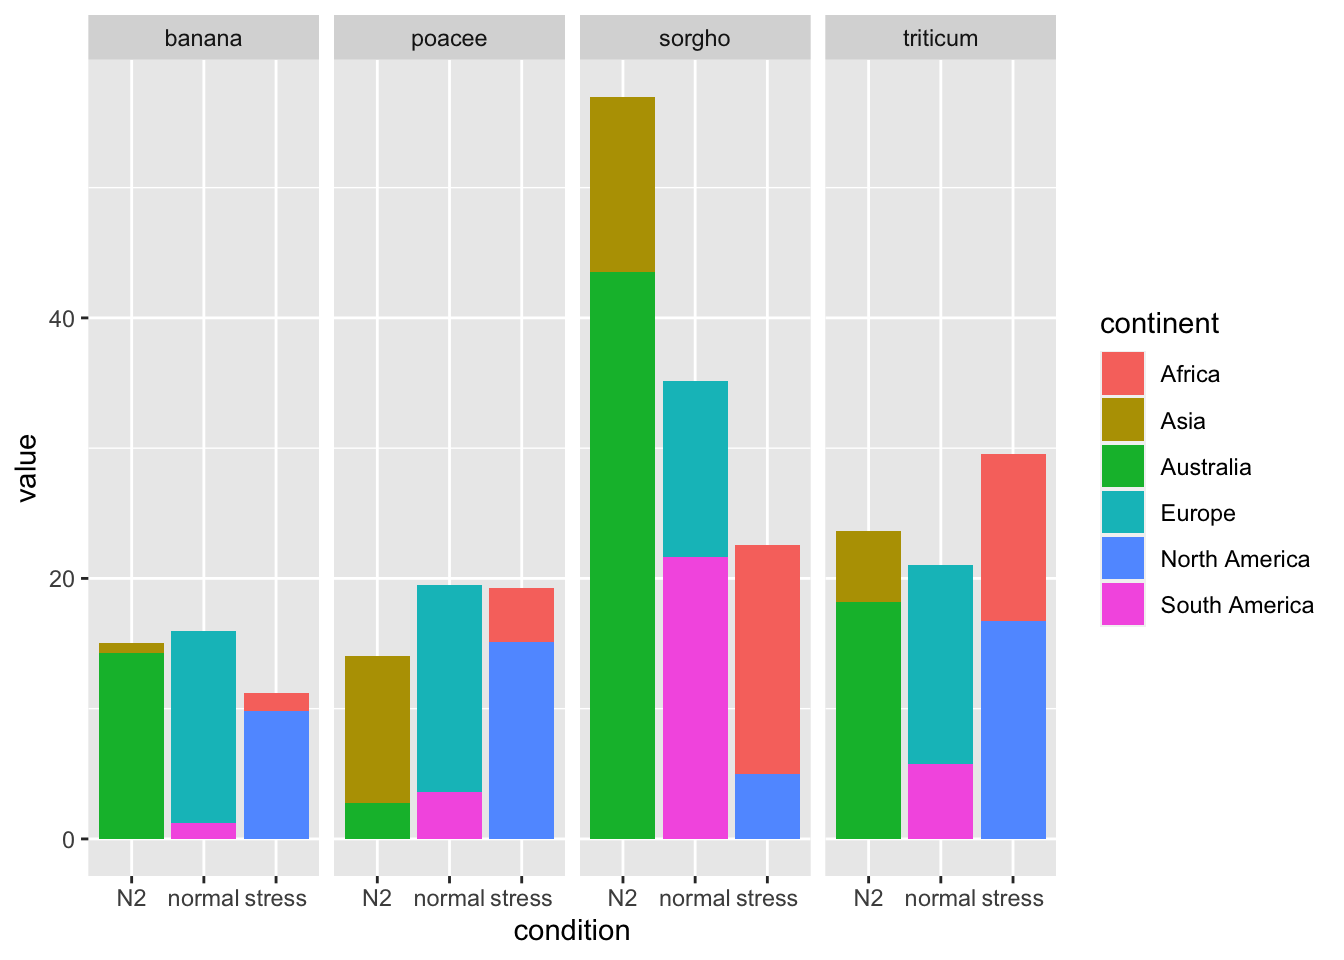 banana poacee sorgho triticum
40
20
0
value
N2 normal stress N2 normal stress N2 normal stress N2 normal stress
condition
continent
Africa
Asia
Australia
Europe
North America
South America